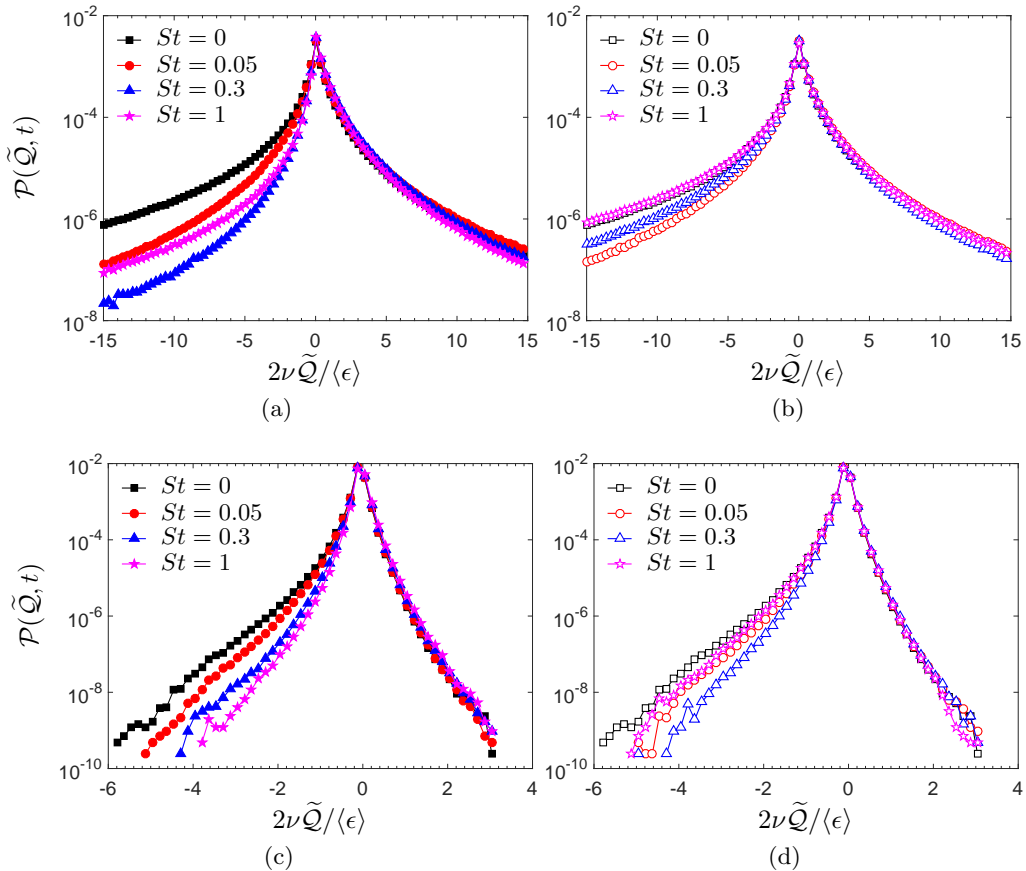 10⁻²
10⁻⁴
10⁻⁶
10⁻⁸
P(Q̃, t)
St = 0
St = 0.05
St = 0.3
St = 1
-15 -10 -5 0 5 10 15
2νQ̃/⟨ϵ⟩
(a)
10⁻²
10⁻⁴
10⁻⁶
10⁻⁸
St = 0
St = 0.05
St = 0.3
St = 1
-15 -10 -5 0 5 10 15
2νQ̃/⟨ϵ⟩
(b)
10⁻²
10⁻⁴
10⁻⁶
10⁻⁸
10⁻¹⁰
P(Q̃, t)
St = 0
St = 0.05
St = 0.3
St = 1
-6 -4 -2 0 2 4
2νQ̃/⟨ϵ⟩
(c)
10⁻²
10⁻⁴
10⁻⁶
10⁻⁸
10⁻¹⁰
St = 0
St = 0.05
St = 0.3
St = 1
-6 -4 -2 0 2 4
2νQ̃/⟨ϵ⟩
(d)